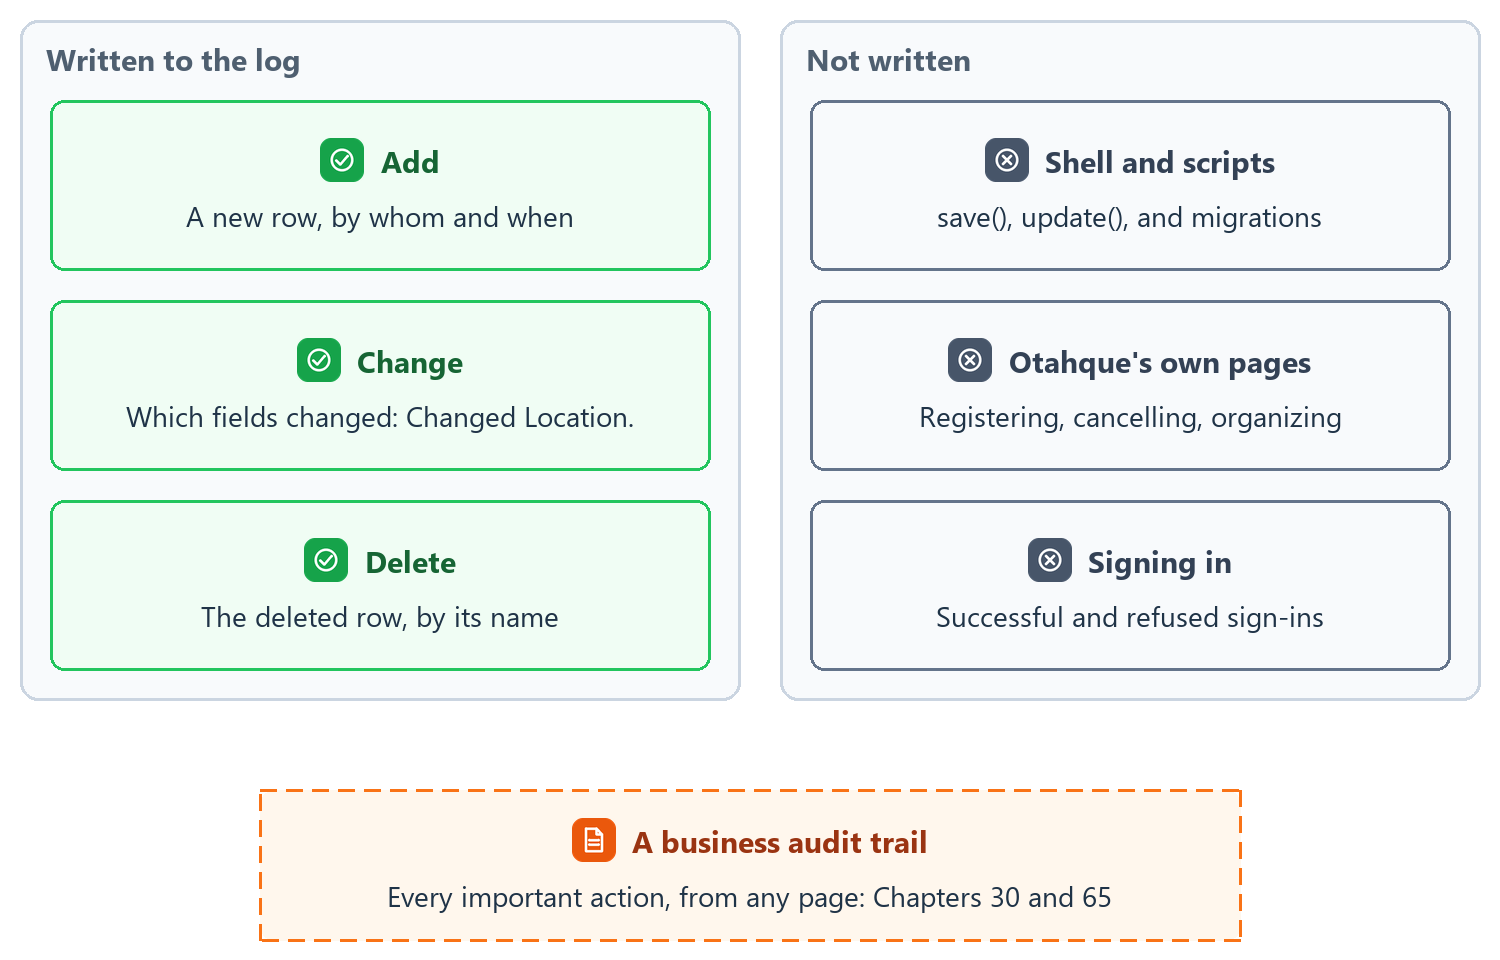 Written to the log
Add
A new row, by whom and when
Change
Which fields changed: Changed Location.
Delete
The deleted row, by its name
Not written
Shell and scripts
save(), update(), and migrations
Otahque's own pages
Registering, cancelling, organizing
Signing in
Successful and refused sign-ins
A business audit trail
Every important action, from any page: Chapters 30 and 65